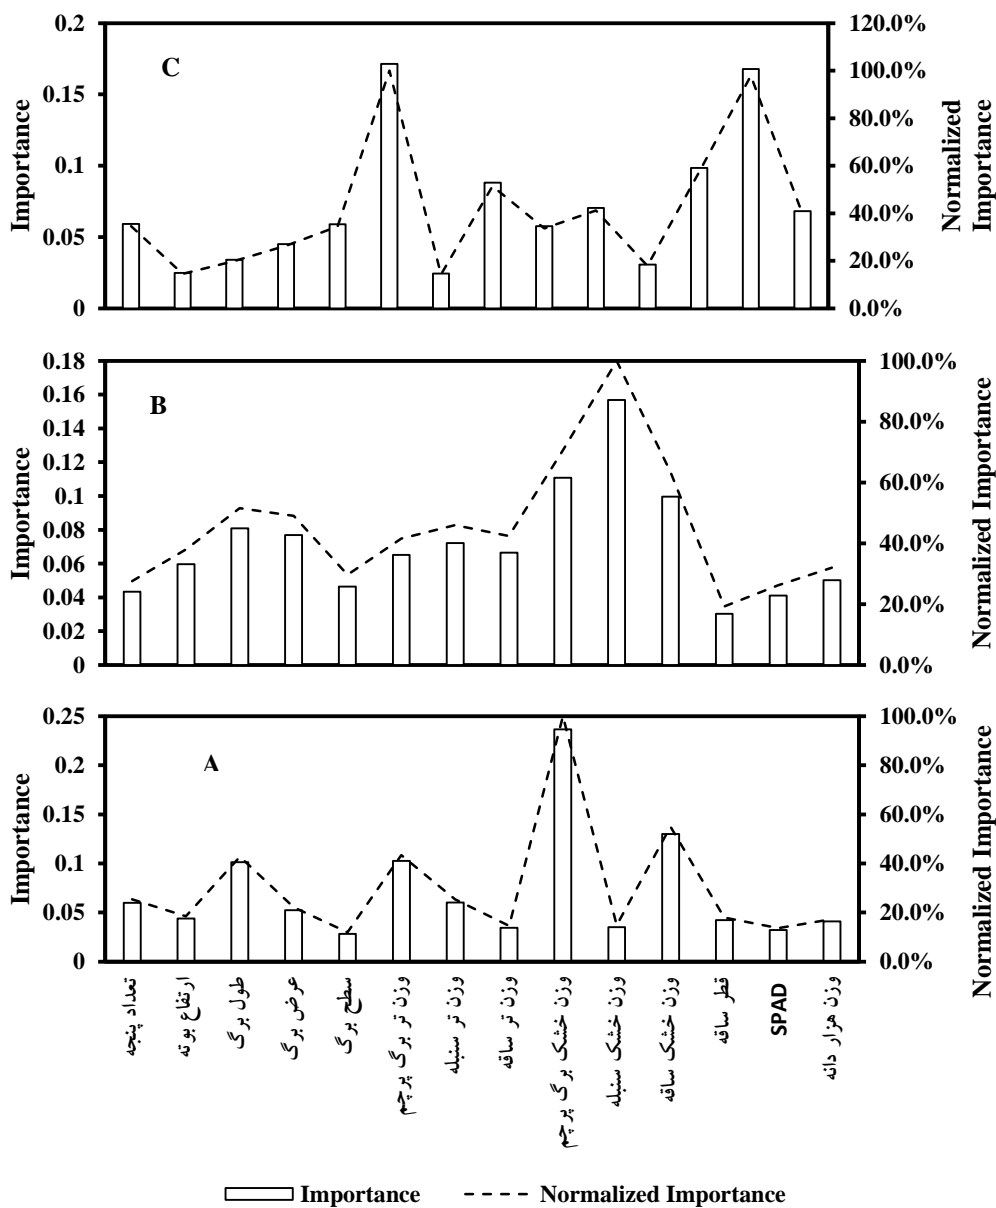 C
Importance
0.2
0.15
0.1
0.05
0
120.0%
100.0%
80.0%
60.0%
40.0%
20.0%
0.0%
Normalized
Importance
B
Importance
0.18
0.16
0.14
0.12
0.1
0.08
0.06
0.04
0.02
0
100.0%
80.0%
60.0%
40.0%
20.0%
0.0%
Normalized Importance
A
Importance
0.25
0.2
0.15
0.1
0.05
0
100.0%
80.0%
60.0%
40.0%
20.0%
0.0%
Normalized Importance
تعداد پنجه
ارتفاع بوته
طول برگ
عرض برگ
سطح برگ
وزن تر برگ پرچم
وزن تر سنبله
وزن تر ساقه
وزن خشک برگ پرچم
وزن خشک سنبله
وزن خشک ساقه
قطر ساقه
SPAD
وزن هزار دانه
Importance
Normalized Importance